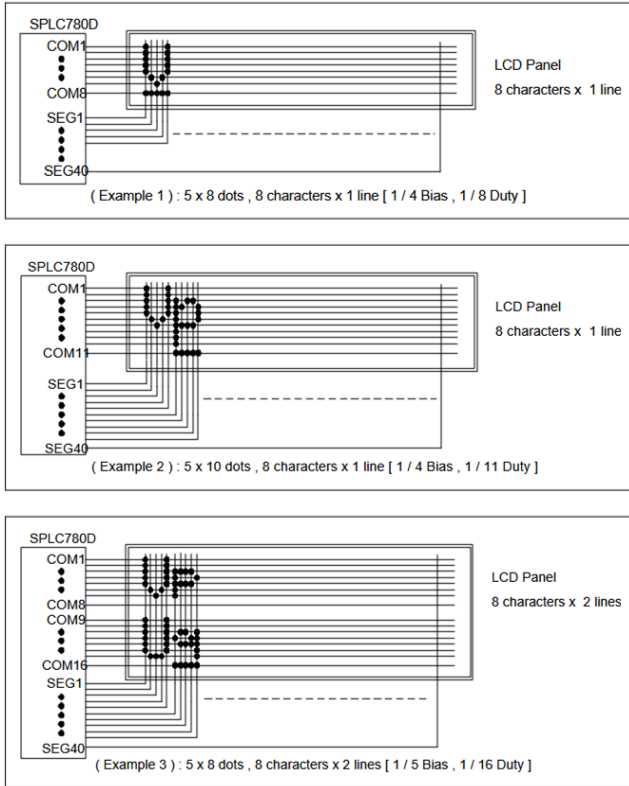 SPLC780D
COM1
COM8
SEG1
SEG40
LCD Panel
8 characters x 1 line
( Example 1 ) : 5 x 8 dots , 8 characters x 1 line [ 1 / 4 Bias , 1 / 8 Duty ]
SPLC780D
COM1
COM11
SEG1
SEG40
LCD Panel
8 characters x 1 line
( Example 2 ) : 5 x 10 dots , 8 characters x 1 line [ 1 / 4 Bias , 1 / 11 Duty ]
SPLC780D
COM1
COM8
COM9
COM16
SEG1
SEG40
LCD Panel
8 characters x 2 lines
( Example 3 ) : 5 x 8 dots , 8 characters x 2 lines [ 1 / 5 Bias , 1 / 16 Duty ]